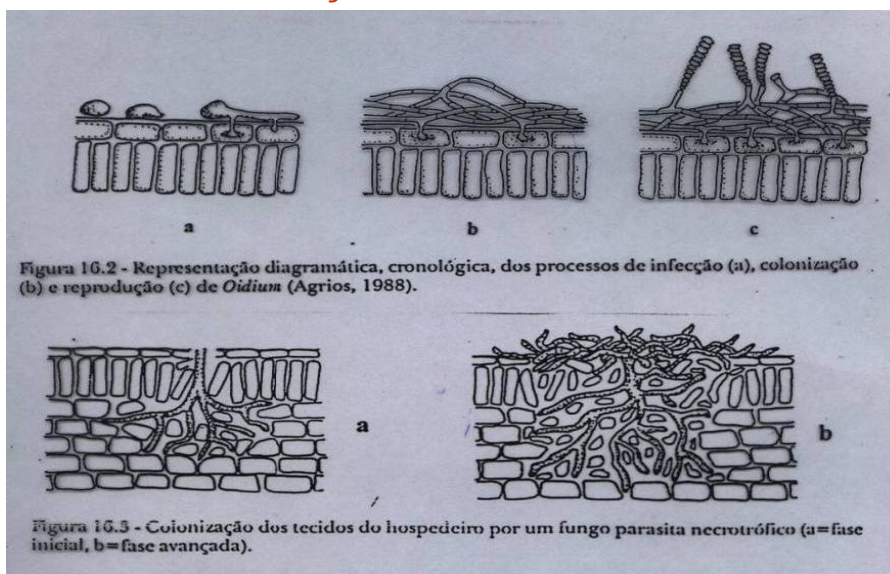 a
b
c
Figura 16.2 - Representação diagramática, cronológica, dos processos de infecção (a), colonização
(b) e reprodução (c) de Oidium (Agrios, 1988).
a
b
Figura 16.3 - Colonização dos tecidos do hospedeiro por um fungo parasita necrotrófico (a=fase
inicial, b=fase avançada).